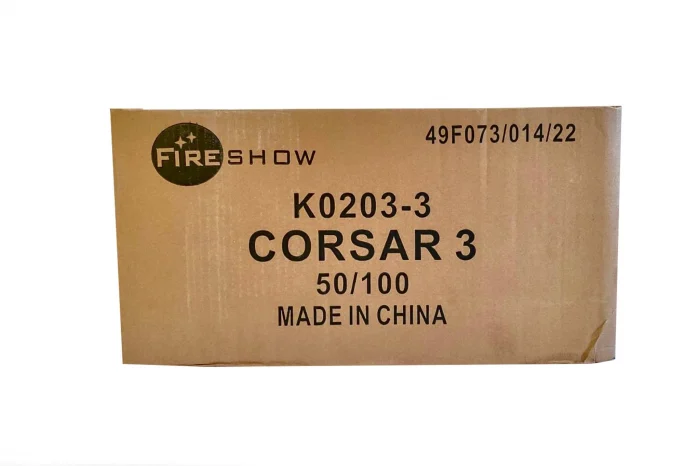 FIRESHOW
49F073/014/22
K0203-3
CORSAR 3
50/100
MADE IN CHINA